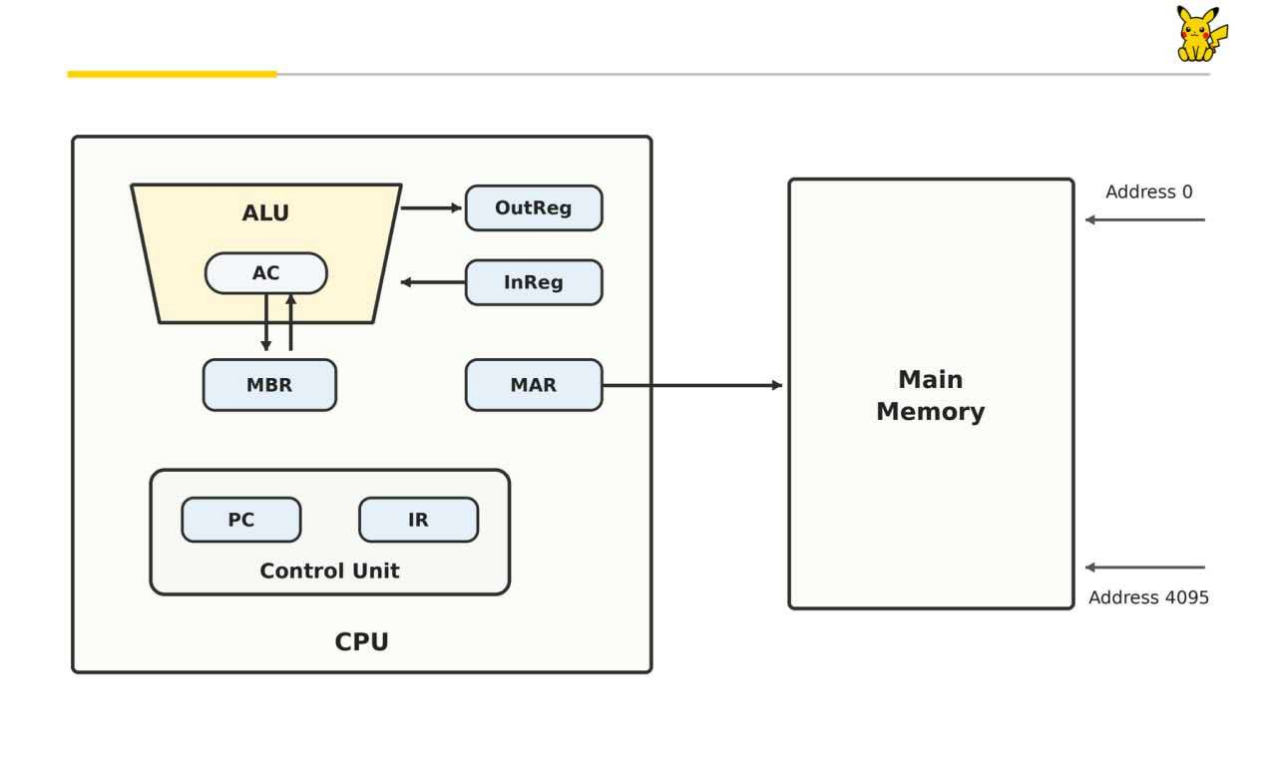 ALU
OutReg
Address 0
AC
InReg
MBR
MAR
Main
Memory
PC
IR
Control Unit
Address 4095
CPU